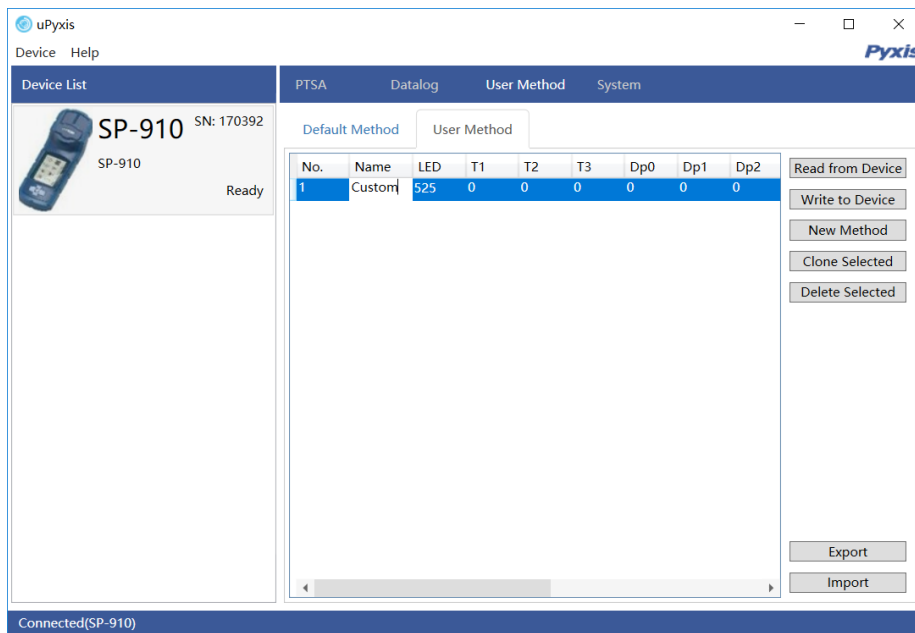 uPyxis
Device Help
Pyxis
Device List
SP-910 SN: 170392
SP-910
Ready
PTSA Datalog User Method System
Default Method User Method
No. Name LED T1 T2 T3 Dp0 Dp1 Dp2
1 Custom 525 0 0 0 0 0 0
Read from Device
Write to Device
New Method
Clone Selected
Delete Selected
Export
Import
Connected(SP-910)